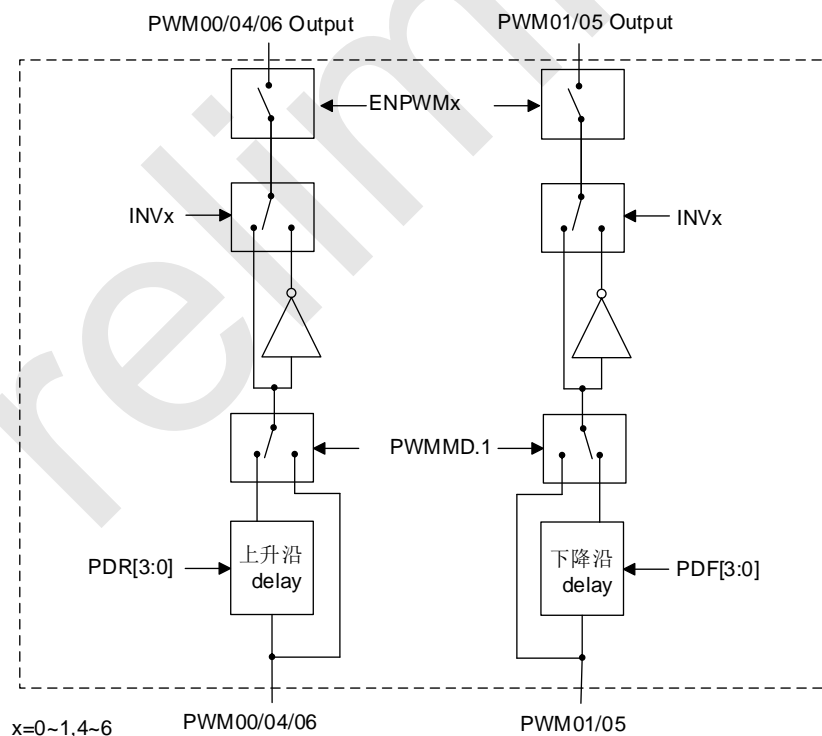 PWM00/04/06 Output
PWM01/05 Output
ENPWMx
INVx
INVx
PWMMD.1
PDR[3:0]
上升沿
delay
下降沿
delay
PDF[3:0]
x=0~1,4~6
PWM00/04/06
PWM01/05
relim